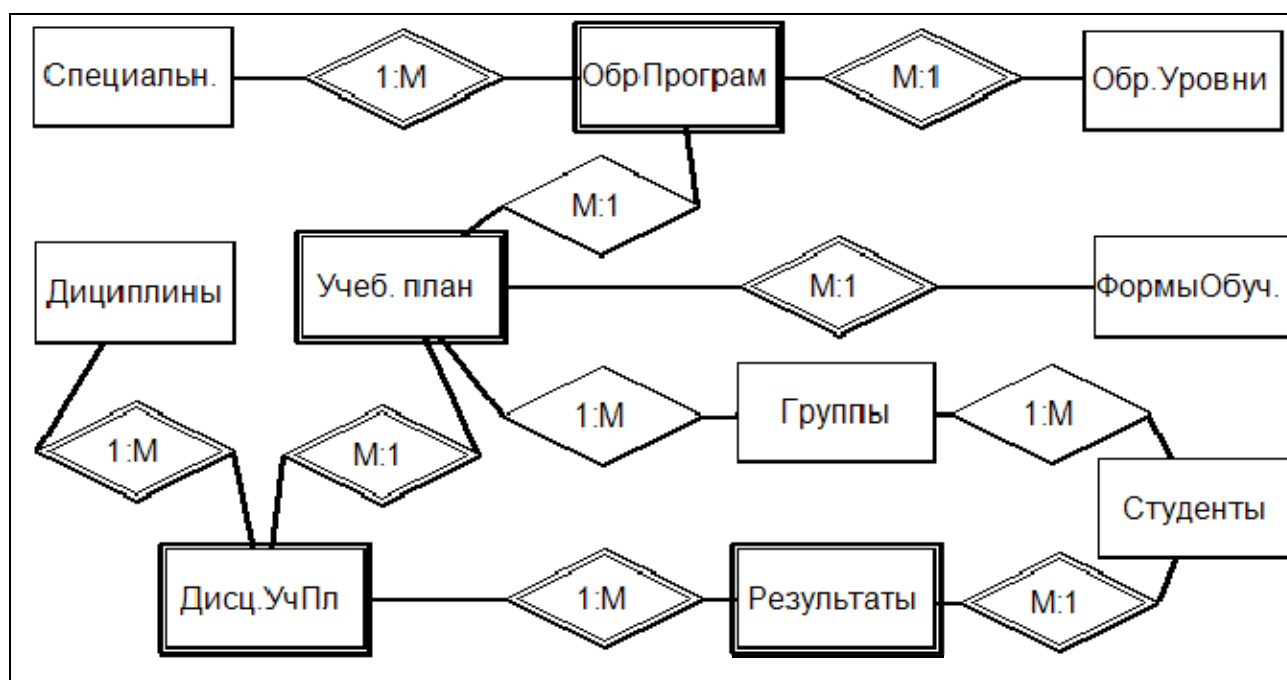 Специальн.
1:М
ОбрПрограм
М:1
Обр.Уровни
М:1
Дициплины
Учеб. план
М:1
ФормыОбуч.
1:М
М:1
1:М
Группы
1:М
Студенты
Дисц.УчПл
1:М
Результаты
М:1